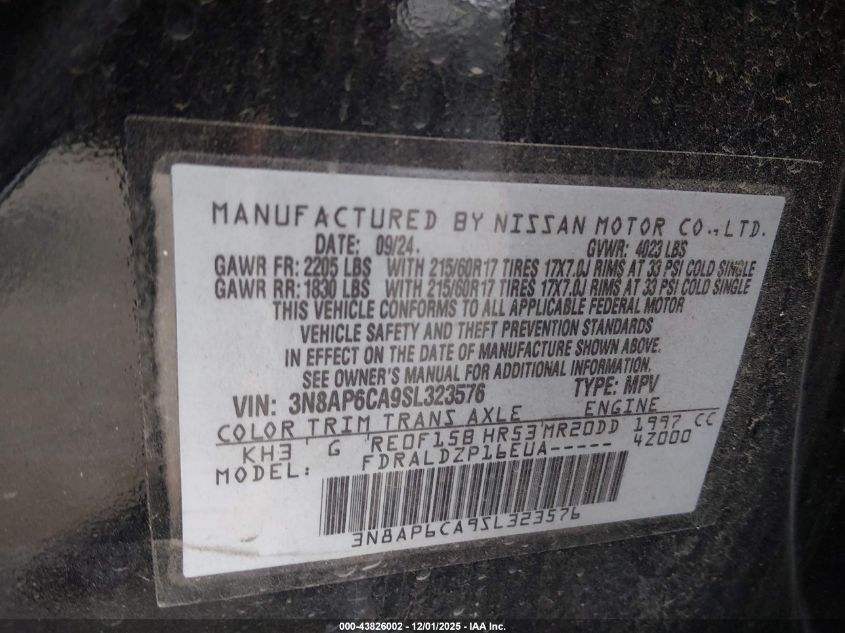 MANUFACTURED BY NISSAN MOTOR CO., LTD.
DATE: 09/24. GVWR: 4023 LBS
GAWR FR: 2205 LBS WITH 215/60R17 TIRES 17X7.0J RIMS AT 33 PSI COLD SINGLE
GAWR RR: 1830 LBS WITH 215/60R17 TIRES 17X7.0J RIMS AT 33 PSI COLD SINGLE
THIS VEHICLE CONFORMS TO ALL APPLICABLE FEDERAL MOTOR
VEHICLE SAFETY AND THEFT PREVENTION STANDARDS
IN EFFECT ON THE DATE OF MANUFACTURE SHOWN ABOVE.
SEE OWNER'S MANUAL FOR ADDITIONAL INFORMATION.
VIN: 3N8AP6CA9SL323576 TYPE: MPV
COLOR TRIM TRANS AXLE ENGINE
KH3 G RE0F15B HR53 MR20DD 1997 CC
MODEL: FDRALDZP16EUA----- 4Z000
3N8AP6CA9SL323576
000-43826002 - 12/01/2025 - IAAI.COM